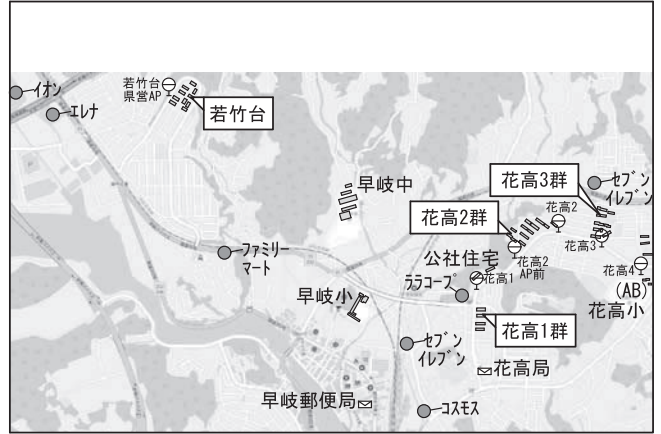 イオン
エレナ
若竹台
県営AP
若竹台
早岐中
花高3群
セブン
イレブン
花高2群
花高2
花高3
公社住宅
花高2
AP前
花高1
花高4
(AB)
花高小
ファミリー
マート
早岐小
ララコープ
花高1群
セブン
イレブン
花高局
早岐郵便局
コスモス